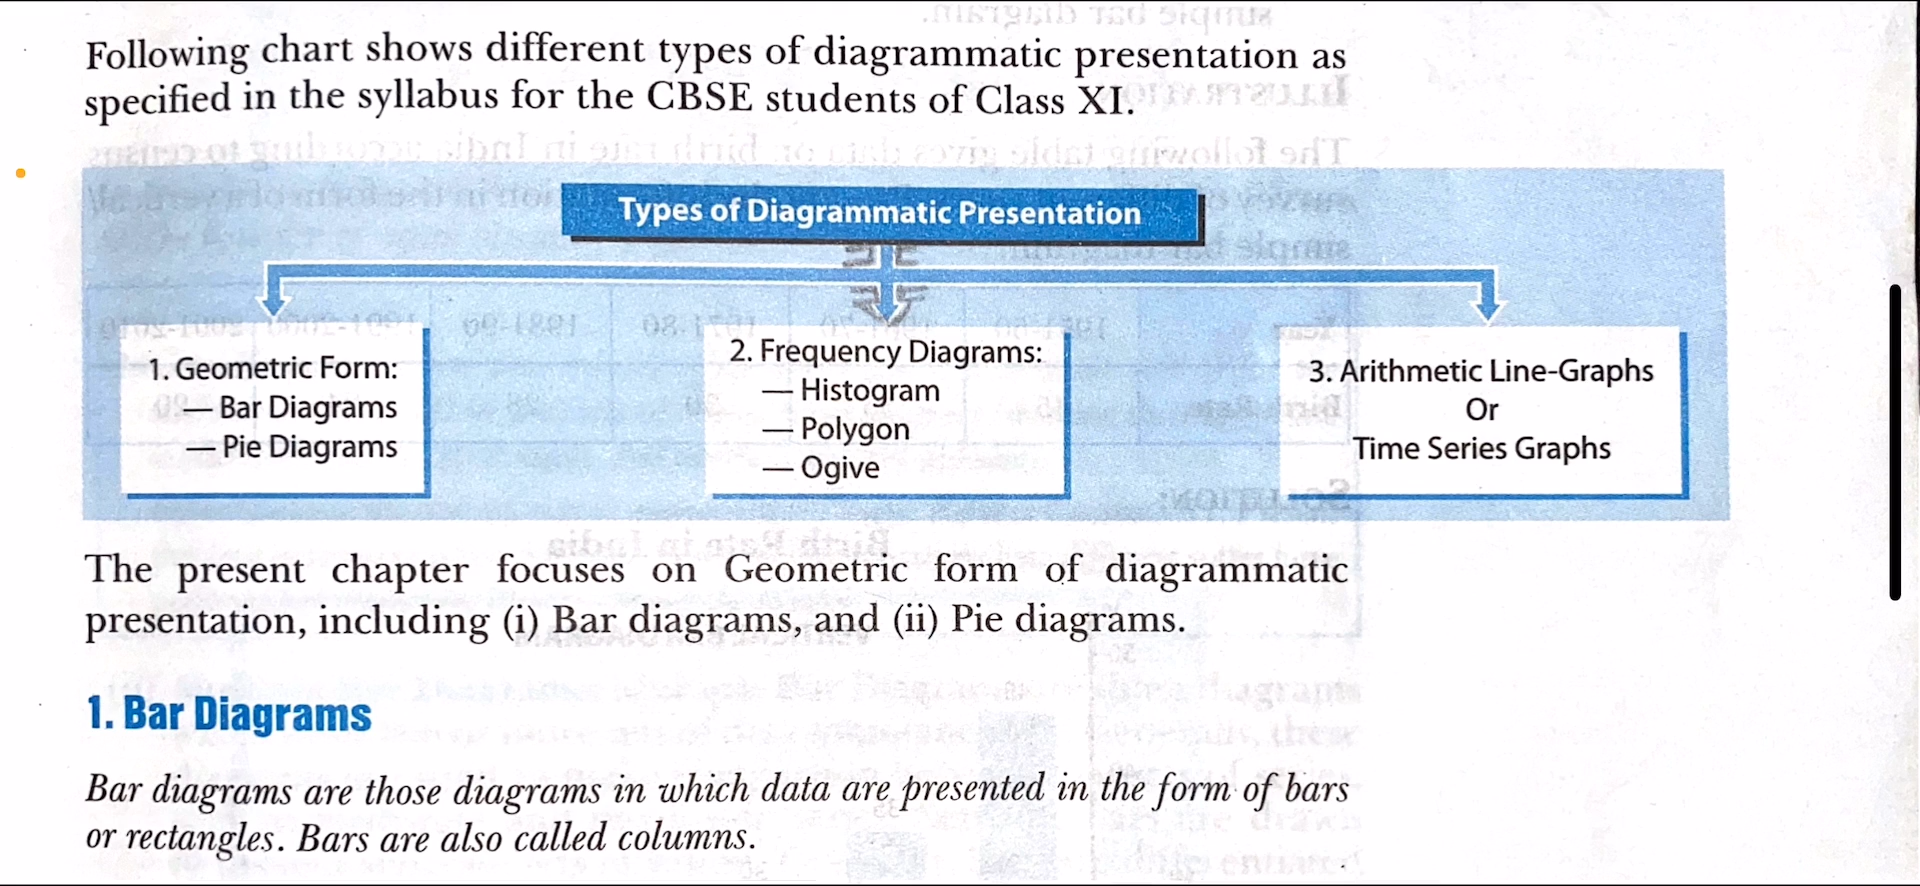 Following chart shows different types of diagrammatic presentation as
specified in the syllabus for the CBSE students of Class XI.
Types of Diagrammatic Presentation
1. Geometric Form:
— Bar Diagrams
— Pie Diagrams
2. Frequency Diagrams:
— Histogram
— Polygon
— Ogive
3. Arithmetic Line-Graphs
Or
Time Series Graphs
The present chapter focuses on Geometric form of diagrammatic
presentation, including (i) Bar diagrams, and (ii) Pie diagrams.
1. Bar Diagrams
Bar diagrams are those diagrams in which data are presented in the form of bars
or rectangles. Bars are also called columns.